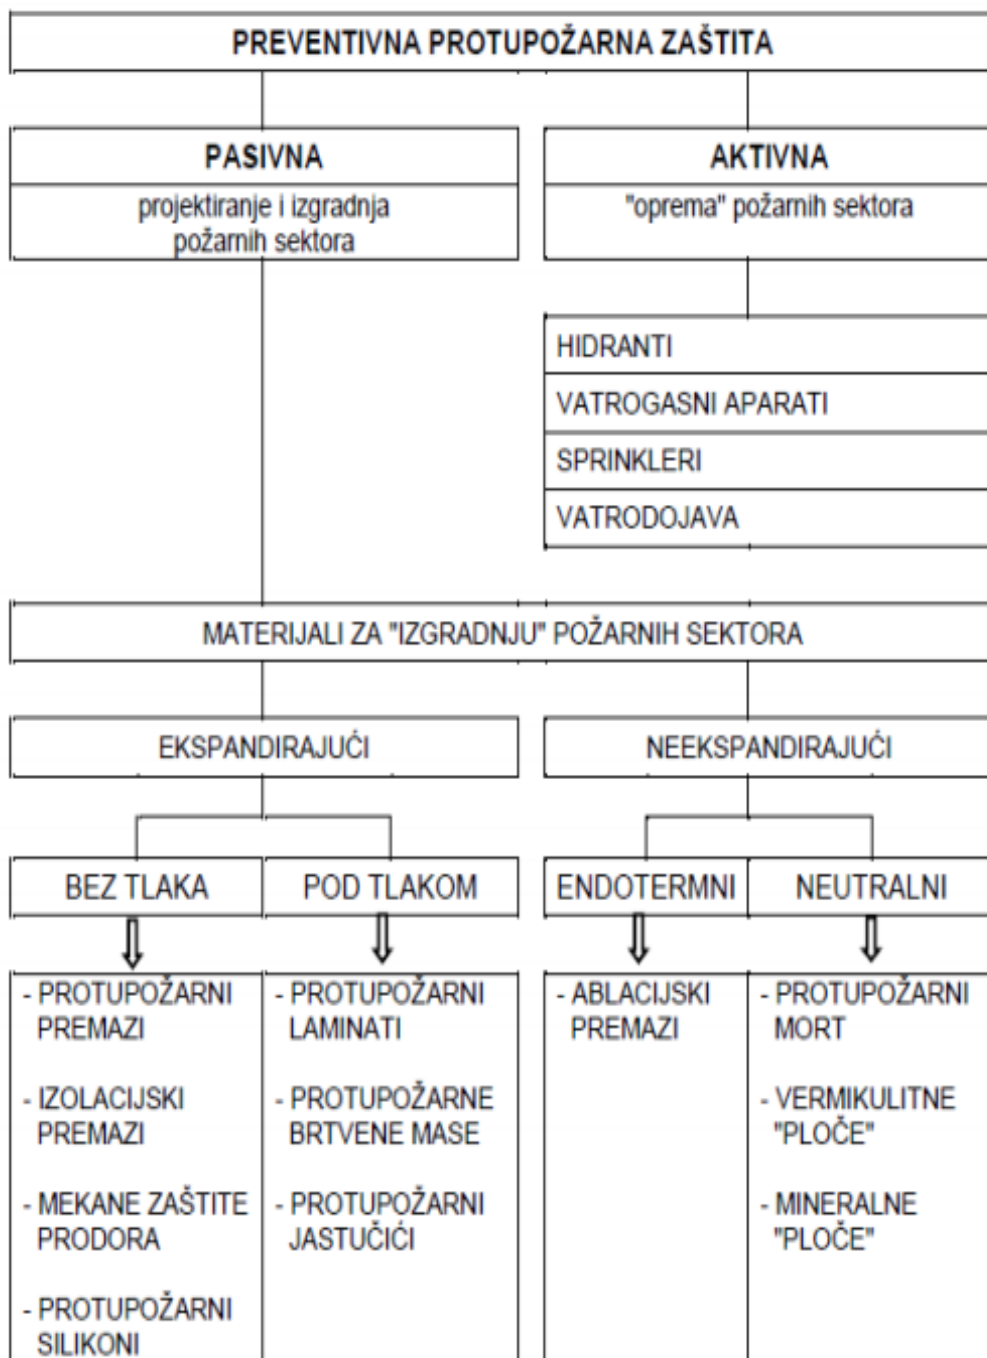 PREVENTIVNA PROTUPOŽARNA ZAŠTITA
PASIVNA
projektiranje i izgradnja
požarnih sektora
AKTIVNA
"oprema" požarnih sektora
HIDRANTI
VATROGASNI APARATI
SPRINKLERI
VATRODOJAVA
MATERIJALI ZA "IZGRADNJU" POŽARNIH SEKTORA
EKSPANDIRAJUĆI
NEEKSPANDIRAJUĆI
BEZ TLAKA
POD TLAKOM
ENDOTERMNI
NEUTRALNI
- PROTUPOŽARNI
PREMAZI
- IZOLACIJSKI
PREMAZI
- MEKANE ZAŠTITE
PRODORA
- PROTUPOŽARNI
SILIKONI
- PROTUPOŽARNI
LAMINATI
- PROTUPOŽARNE
BRTVENE MASE
- PROTUPOŽARNI
JASTUČIĆI
- ABLACIJSKI
PREMAZI
- PROTUPOŽARNI
MORT
- VERMIKULITNE
"PLOČE"
- MINERALNE
"PLOČE"